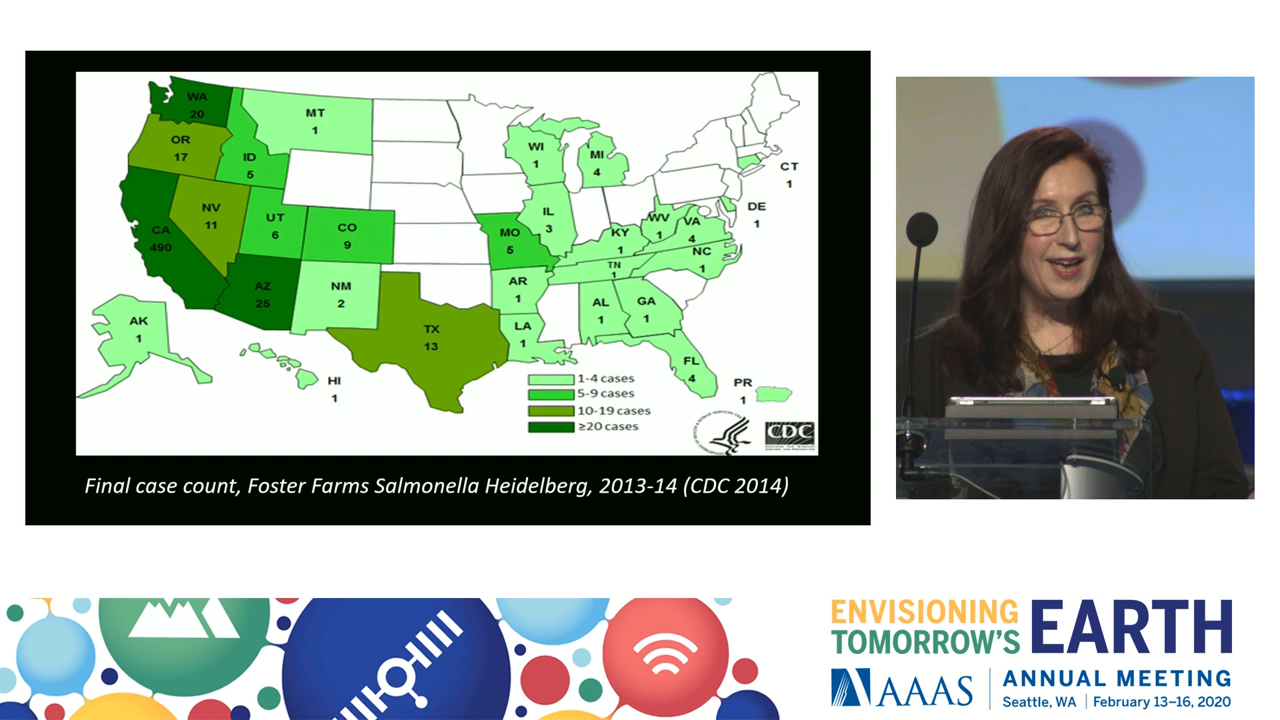 WA
20
MT
1
OR
17
ID
5
WI
1
MI
4
CT
1
NV
11
UT
6
CO
9
CA
490
MO
5
IL
3
KY
1
WV
1
VA
4
DE
1
TN
1
NC
1
AZ
25
NM
2
AR
1
AL
1
GA
1
TX
13
LA
1
FL
4
AK
1
HI
1
PR
1
1-4 cases
5-9 cases
10-19 cases
≥20 cases
CDC
Final case count, Foster Farms Salmonella Heidelberg, 2013-14 (CDC 2014)
ENVISIONING
TOMORROW'S
EARTH
AAAS
ANNUAL MEETING
Seattle, WA | February 13–16, 2020